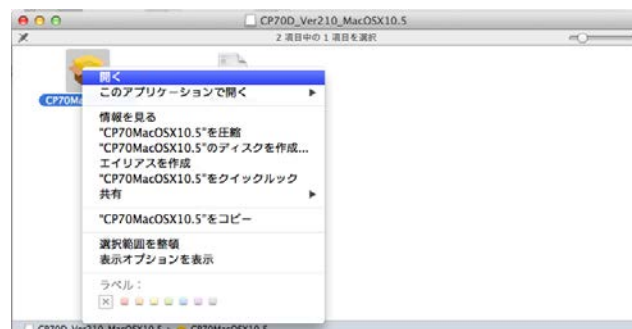 CP70D_Ver210_MacOSX10.5
2 項目中の 1 項目を選択
開く
このアプリケーションで開く
CP70Ma
情報を見る
"CP70MacOSX10.5"を圧縮
"CP70MacOSX10.5"のディスクを作成...
エイリアスを作成
"CP70MacOSX10.5"をクイックルック
共有
"CP70MacOSX10.5"をコピー
選択範囲を整頓
表示オプションを表示
ラベル：
CP70D_Ver210_MacOSX10.5 ▸ CP70MacOSX10.5